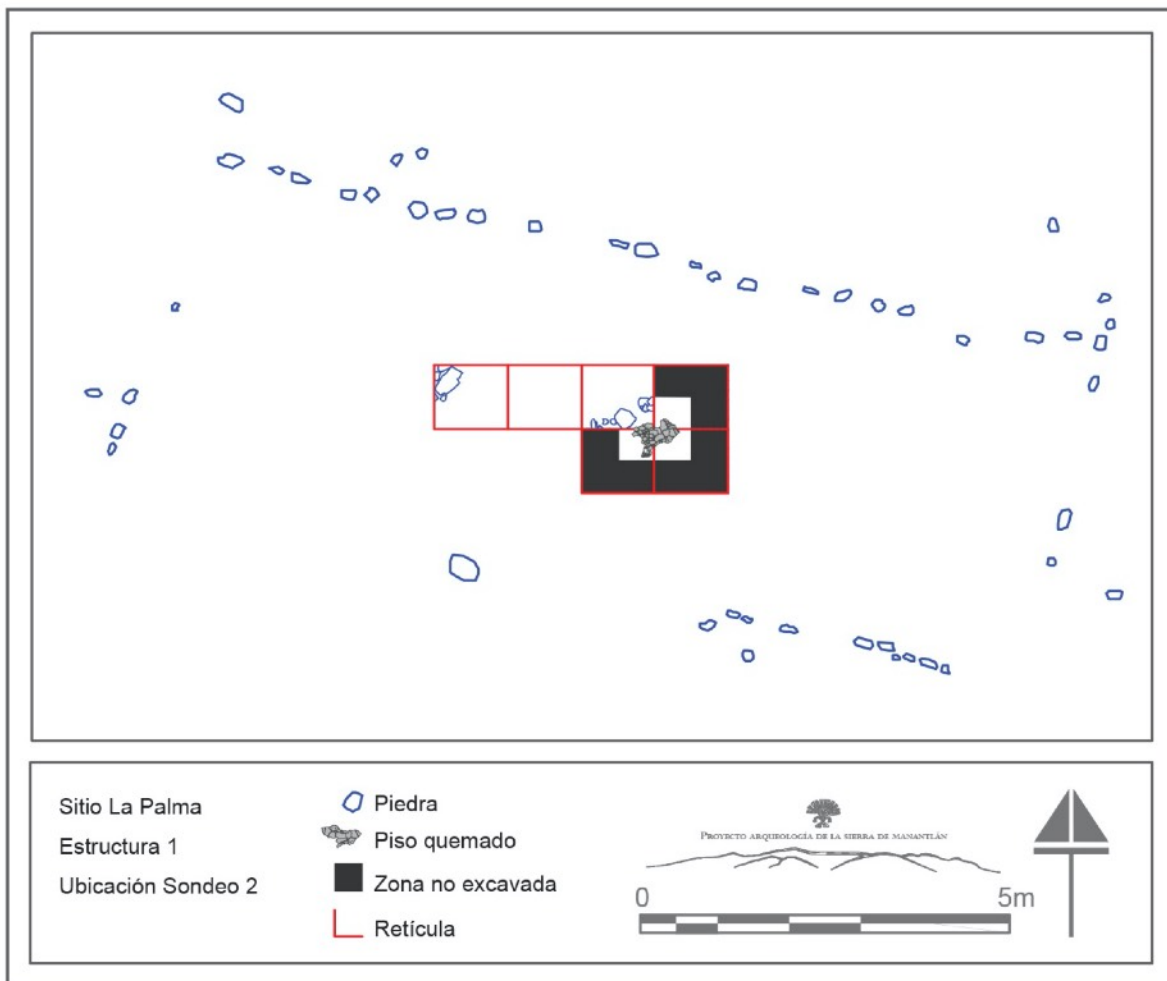 Sitio La Palma
Estructura 1
Ubicación Sondeo 2
Piedra
Piso quemado
Zona no excavada
Retícula
Proyecto arqueología de la sierra de manantlán
0 5m